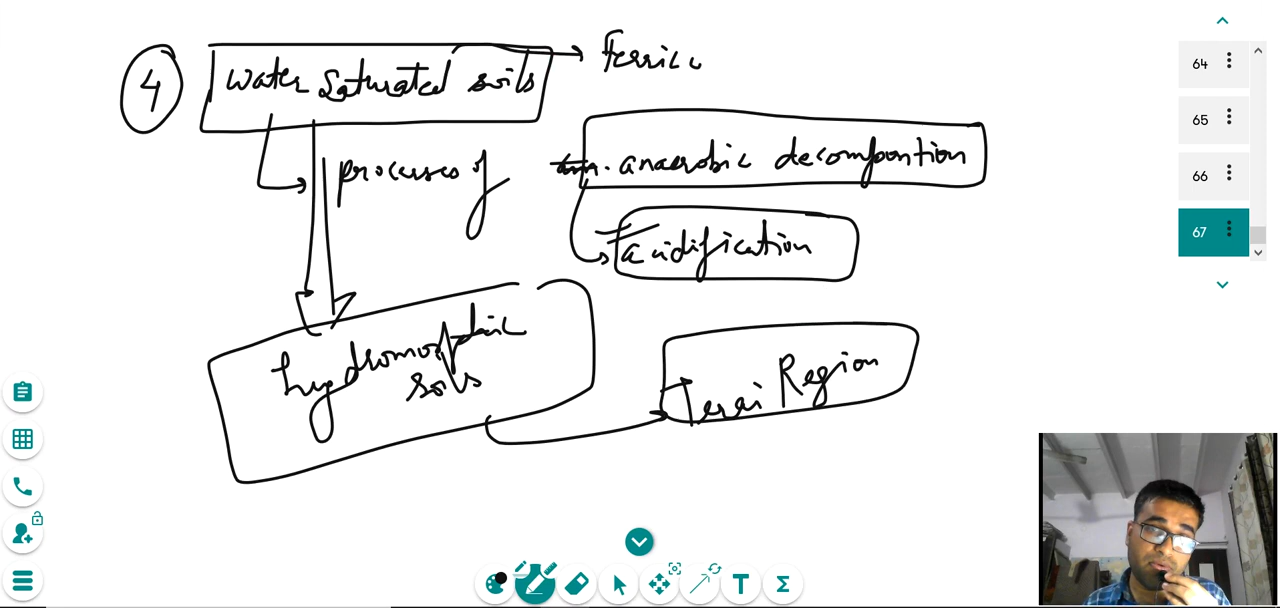 4
water saturated soils
Ferric
processes of
anaerobic decomposition
acidification
hydromorphic
soils
Terai Region
64
65
66
67
T
Σ